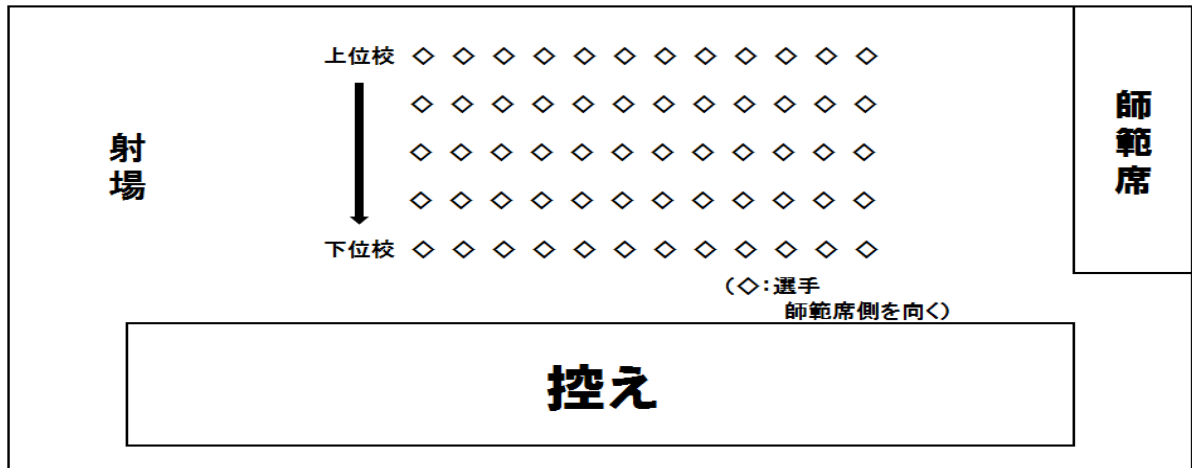 上位校 ◇ ◇ ◇ ◇ ◇ ◇ ◇ ◇ ◇ ◇ ◇ ◇
◇ ◇ ◇ ◇ ◇ ◇ ◇ ◇ ◇ ◇ ◇ ◇
◇ ◇ ◇ ◇ ◇ ◇ ◇ ◇ ◇ ◇ ◇ ◇
◇ ◇ ◇ ◇ ◇ ◇ ◇ ◇ ◇ ◇ ◇ ◇
下位校 ◇ ◇ ◇ ◇ ◇ ◇ ◇ ◇ ◇ ◇ ◇ ◇
射場
師範席
(◇:選手
師範席側を向く)
控え